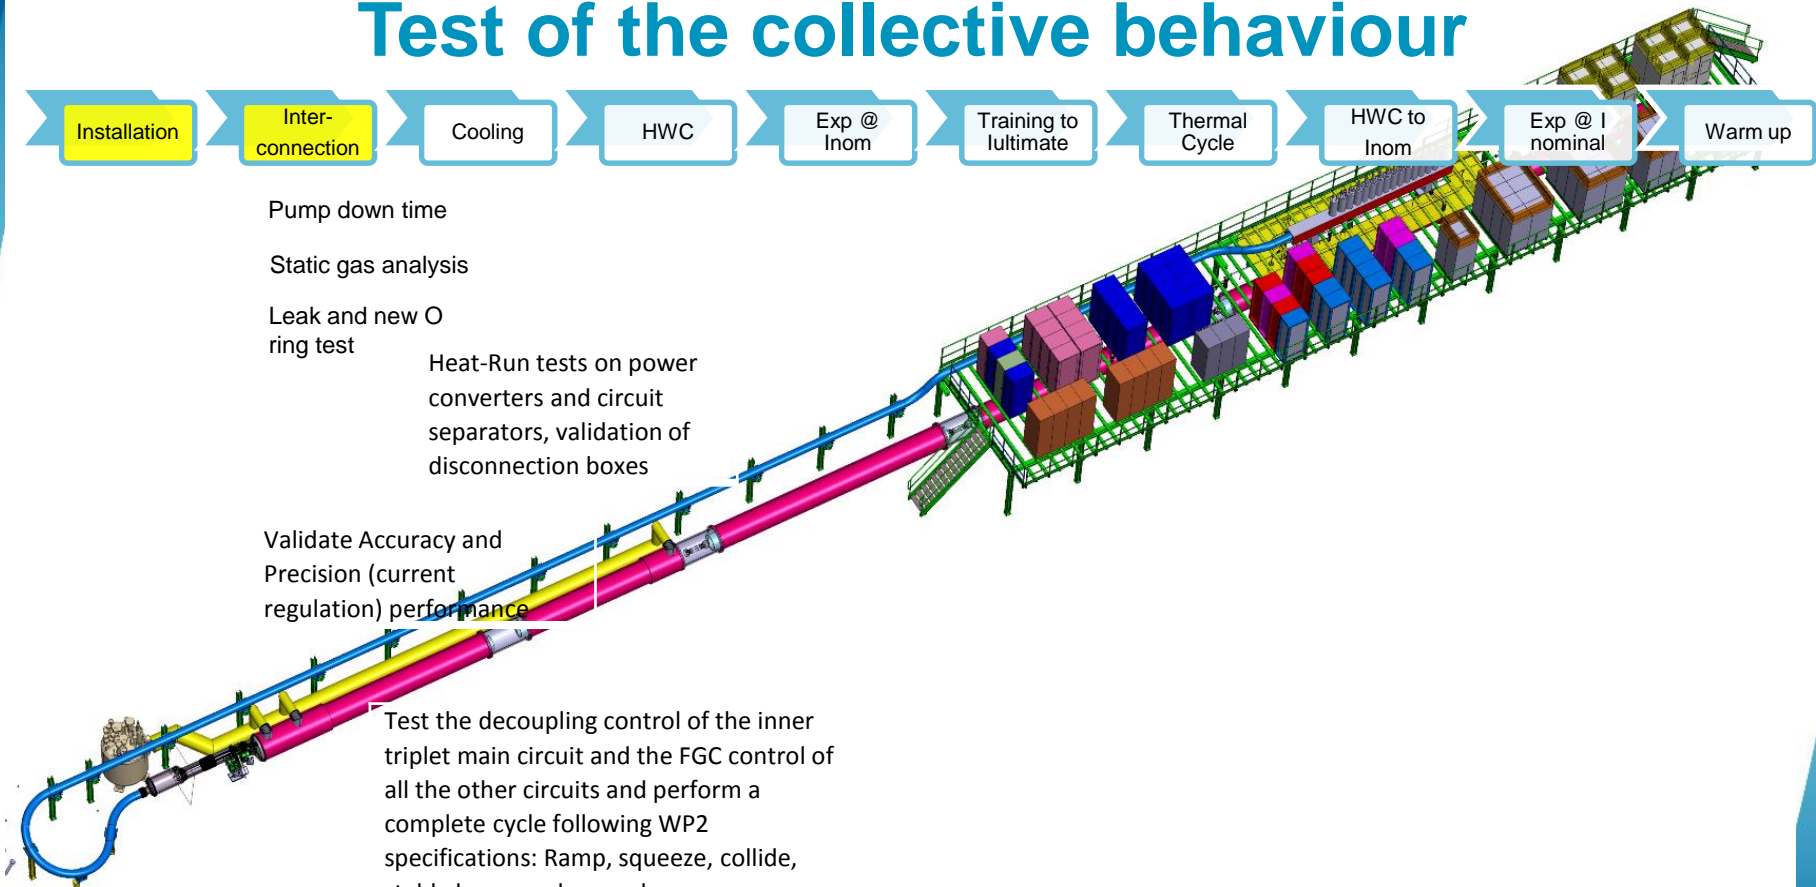 Test of the collective behaviour
Installation
Inter-
connection
Cooling
HWC
Exp @
Inom
Training to
Iultimate
Thermal
Cycle
HWC to
Inom
Exp @ I
nominal
Warm up
Pump down time
Static gas analysis
Leak and new O
ring test
Heat-Run tests on power
converters and circuit
separators, validation of
disconnection boxes
Validate Accuracy and
Precision (current
regulation) performance
Test the decoupling control of the inner
triplet main circuit and the FGC control of
all the other circuits and perform a
complete cycle following WP2
specifications: Ramp, squeeze, collide,